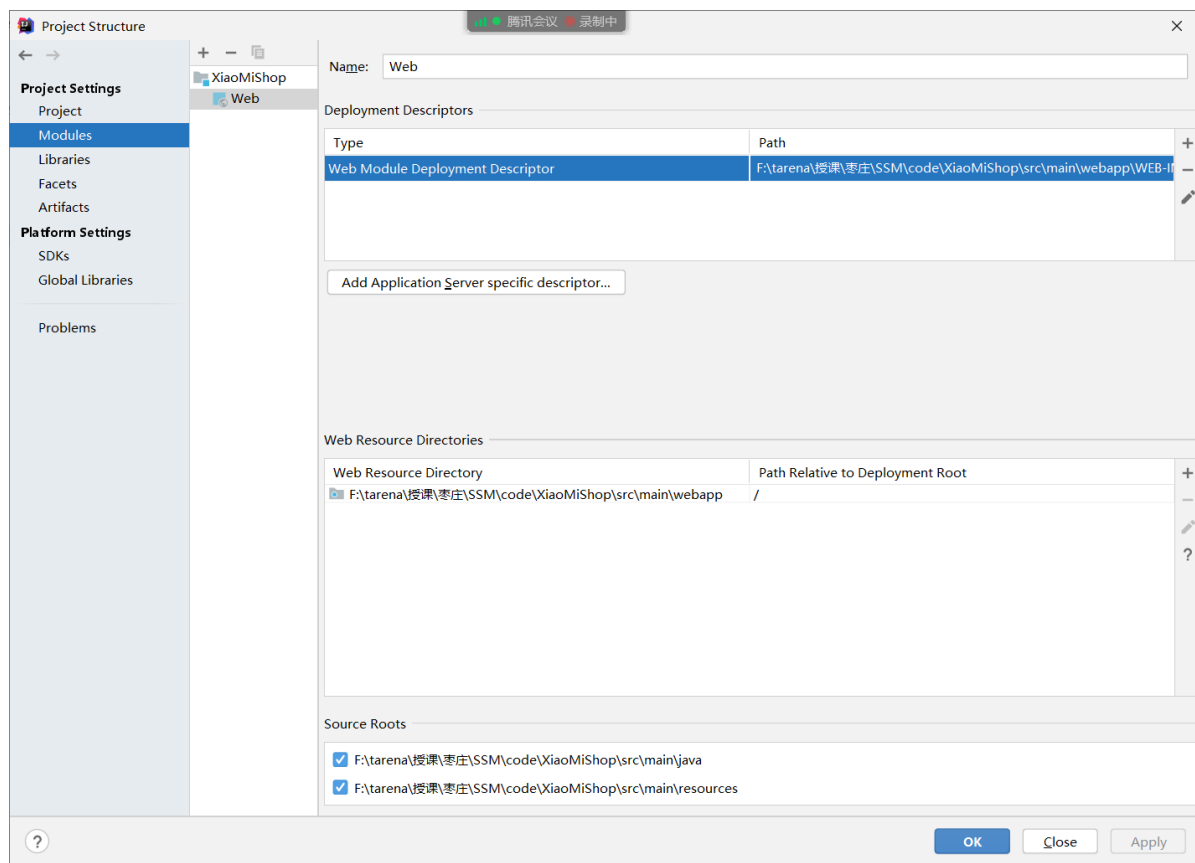 Project Structure
腾讯会议 录制中
Project Settings
Project
Modules
Libraries
Facets
Artifacts
Platform Settings
SDKs
Global Libraries
Problems
XiaoMiShop
Web
Name: Web
Deployment Descriptors
Type Path
Web Module Deployment Descriptor F:\tarena\授课\枣庄\SSM\code\XiaoMiShop\src\main\webapp\WEB-I
Add Application Server specific descriptor...
Web Resource Directories
Web Resource Directory Path Relative to Deployment Root
F:\tarena\授课\枣庄\SSM\code\XiaoMiShop\src\main\webapp /
?
Source Roots
F:\tarena\授课\枣庄\SSM\code\XiaoMiShop\src\main\java
F:\tarena\授课\枣庄\SSM\code\XiaoMiShop\src\main\resources
? OK Close Apply